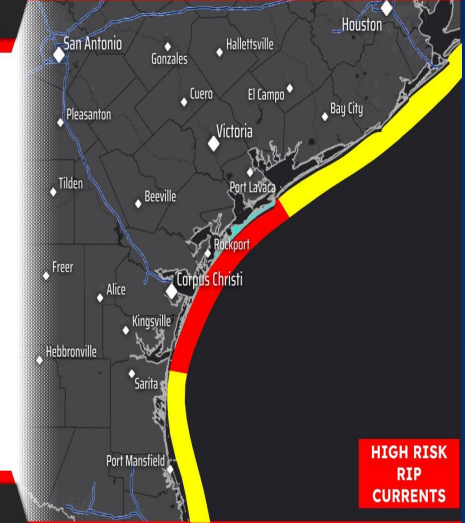 Houston
San Antonio
Hallettsville
Gonzales
Cuero
El Campo
Bay City
Pleasanton
Victoria
Port Lavaca
Tilden
Beeville
Rockport
Freer
Corpus Christi
Alice
Kingsville
Hebbronville
Sarita
Port Mansfield
HIGH RISK
RIP
CURRENTS